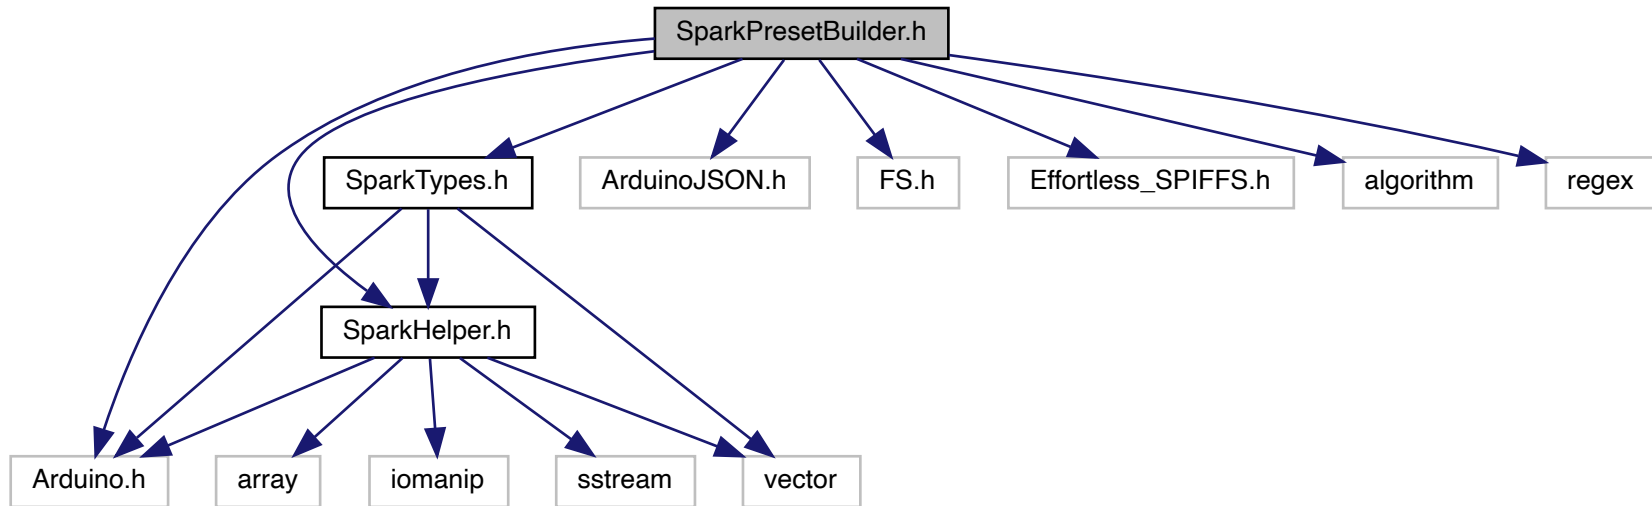 SparkPresetBuilder.h
SparkTypes.h
ArduinoJSON.h
FS.h
Effortless_SPIFFS.h
algorithm
regex
SparkHelper.h
Arduino.h
array
iomanip
sstream
vector